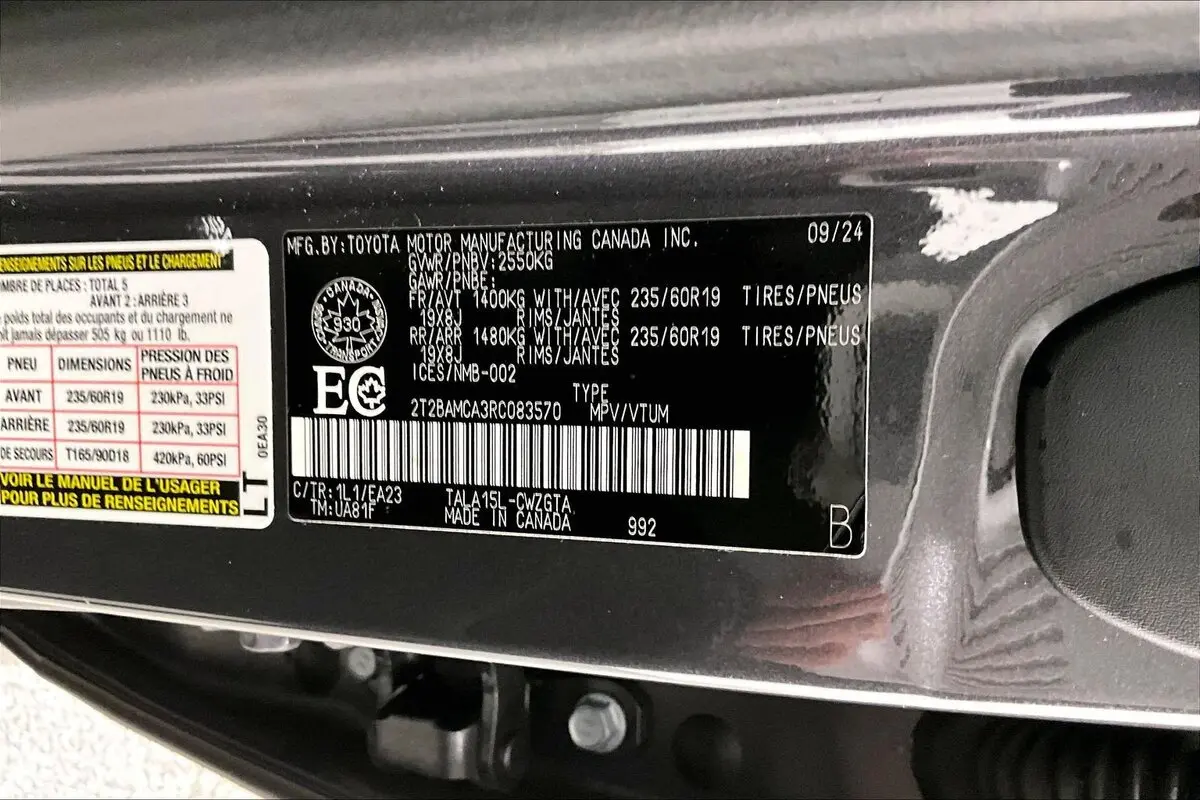 RENSEIGNEMENTS SUR LES PNEUS ET LE CHARGEMENT
NOMBRE DE PLACES : TOTAL 5
AVANT 2 : ARRIÈRE 3
poids total des occupants et du chargement ne
doit jamais dépasser 505 kg ou 1110 lb.
PNEU DIMENSIONS PRESSION DES PNEUS À FROID
AVANT 235/60R19 230kPa, 33PSI
ARRIÈRE 235/60R19 230kPa, 33PSI
DE SECOURS T165/90D18 420kPa, 60PSI
VOIR LE MANUEL DE L'USAGER
POUR PLUS DE RENSEIGNEMENTS
0EA30
LT
MFG.BY:TOYOTA MOTOR MANUFACTURING CANADA INC. 09/24
GVWR/PNBV:2550KG
GAWR/PNBE:
FR/AVT 1400KG WITH/AVEC 235/60R19 TIRES/PNEUS
19X8J RIMS/JANTES
RR/ARR 1480KG WITH/AVEC 235/60R19 TIRES/PNEUS
19X8J RIMS/JANTES
ICES/NMB-002
CANADA
930
TRANSPORT
EC
TYPE
2T2BAMCA3RC083570 MPV/VTUM
C/TR:1L1/EA23 TALA15L-CWZGTA
TM:UA81F MADE IN CANADA 992
B